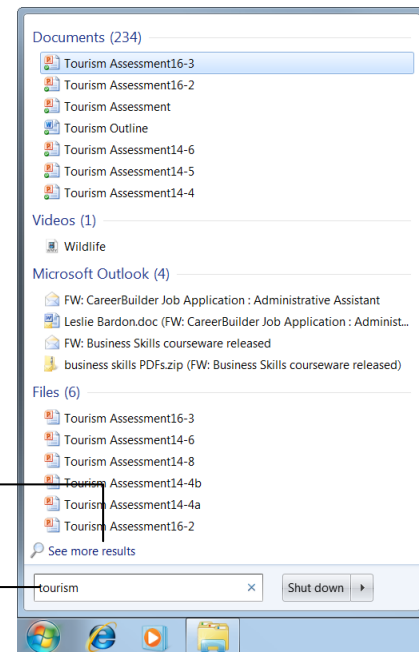 Documents (234)
Tourism Assessment16-3
Tourism Assessment16-2
Tourism Assessment
Tourism Outline
Tourism Assessment14-6
Tourism Assessment14-5
Tourism Assessment14-4
Videos (1)
Wildlife
Microsoft Outlook (4)
FW: CareerBuilder Job Application : Administrative Assistant
Leslie Bardon.doc (FW: CareerBuilder Job Application : Administ...
FW: Business Skills courseware released
business skills PDFs.zip (FW: Business Skills courseware released)
Files (6)
Tourism Assessment16-3
Tourism Assessment14-6
Tourism Assessment14-8
Tourism Assessment14-4b
Tourism Assessment14-4a
Tourism Assessment16-2
See more results
tourism
Shut down